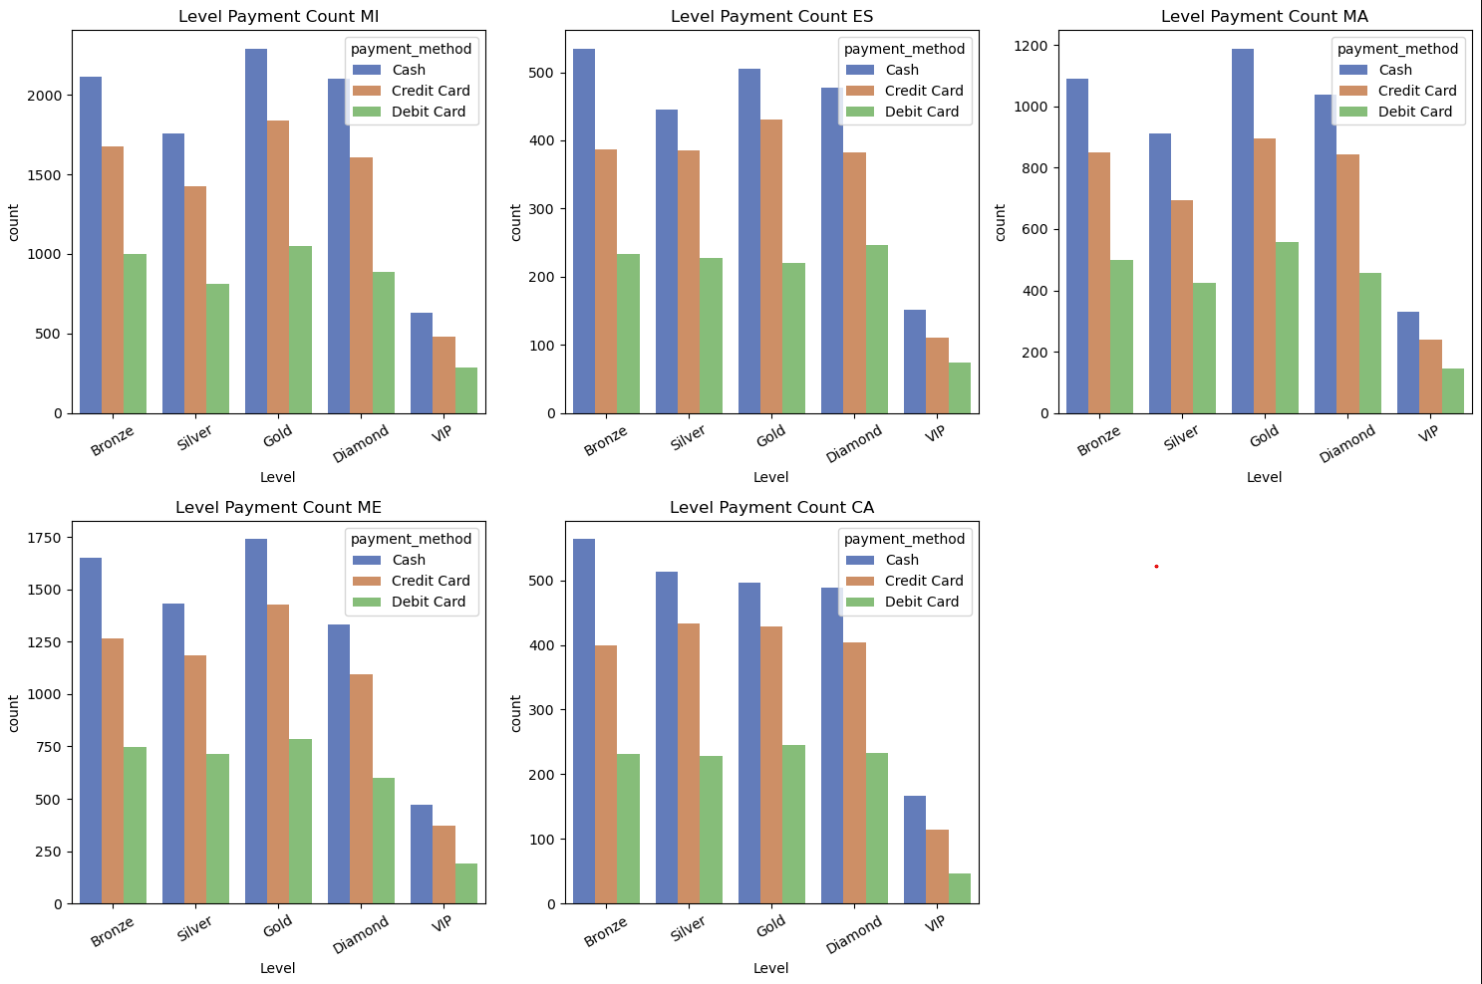 Level Payment Count MI
payment_method
Cash
Credit Card
Debit Card
2000
1500
1000
500
0
count
Bronze
Silver
Gold
Diamond
VIP
Level
Level Payment Count ES
payment_method
Cash
Credit Card
Debit Card
500
400
300
200
100
0
count
Bronze
Silver
Gold
Diamond
VIP
Level
Level Payment Count MA
payment_method
Cash
Credit Card
Debit Card
1200
1000
800
600
400
200
0
count
Bronze
Silver
Gold
Diamond
VIP
Level
Level Payment Count ME
payment_method
Cash
Credit Card
Debit Card
1750
1500
1250
1000
750
500
250
0
count
Bronze
Silver
Gold
Diamond
VIP
Level
Level Payment Count CA
payment_method
Cash
Credit Card
Debit Card
500
400
300
200
100
0
count
Bronze
Silver
Gold
Diamond
VIP
Level